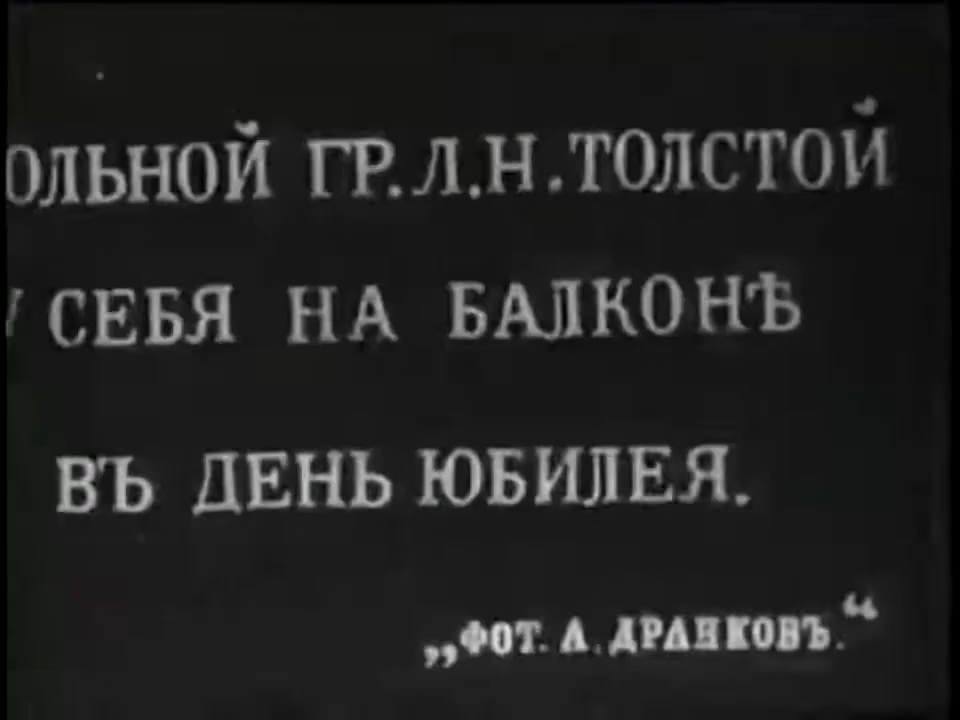 ОЛЬНОЙ ГР. Л. Н. ТОЛСТОЙ
У СЕБЯ НА БАЛКОНѢ
ВЪ ДЕНЬ ЮБИЛЕЯ.
„ФОТ. А. ДРАНКОВЪ.“